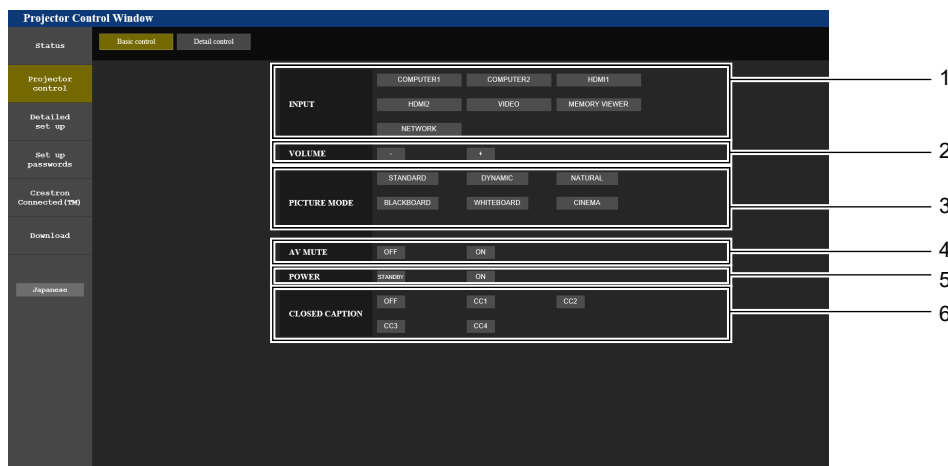 Projector Control Window
Status
Basic control Detail control
Projector
control
Detailed
set up
Set up
passwords
Crestron
Connected(TM)
Download
Japanese
INPUT
COMPUTER1 COMPUTER2 HDMI1
HDMI2 VIDEO MEMORY VIEWER
NETWORK
1
VOLUME - +
2
PICTURE MODE
STANDARD DYNAMIC NATURAL
BLACKBOARD WHITEBOARD CINEMA
3
AV MUTE OFF ON
4
POWER STANDBY ON
5
CLOSED CAPTION
OFF CC1 CC2
CC3 CC4
6